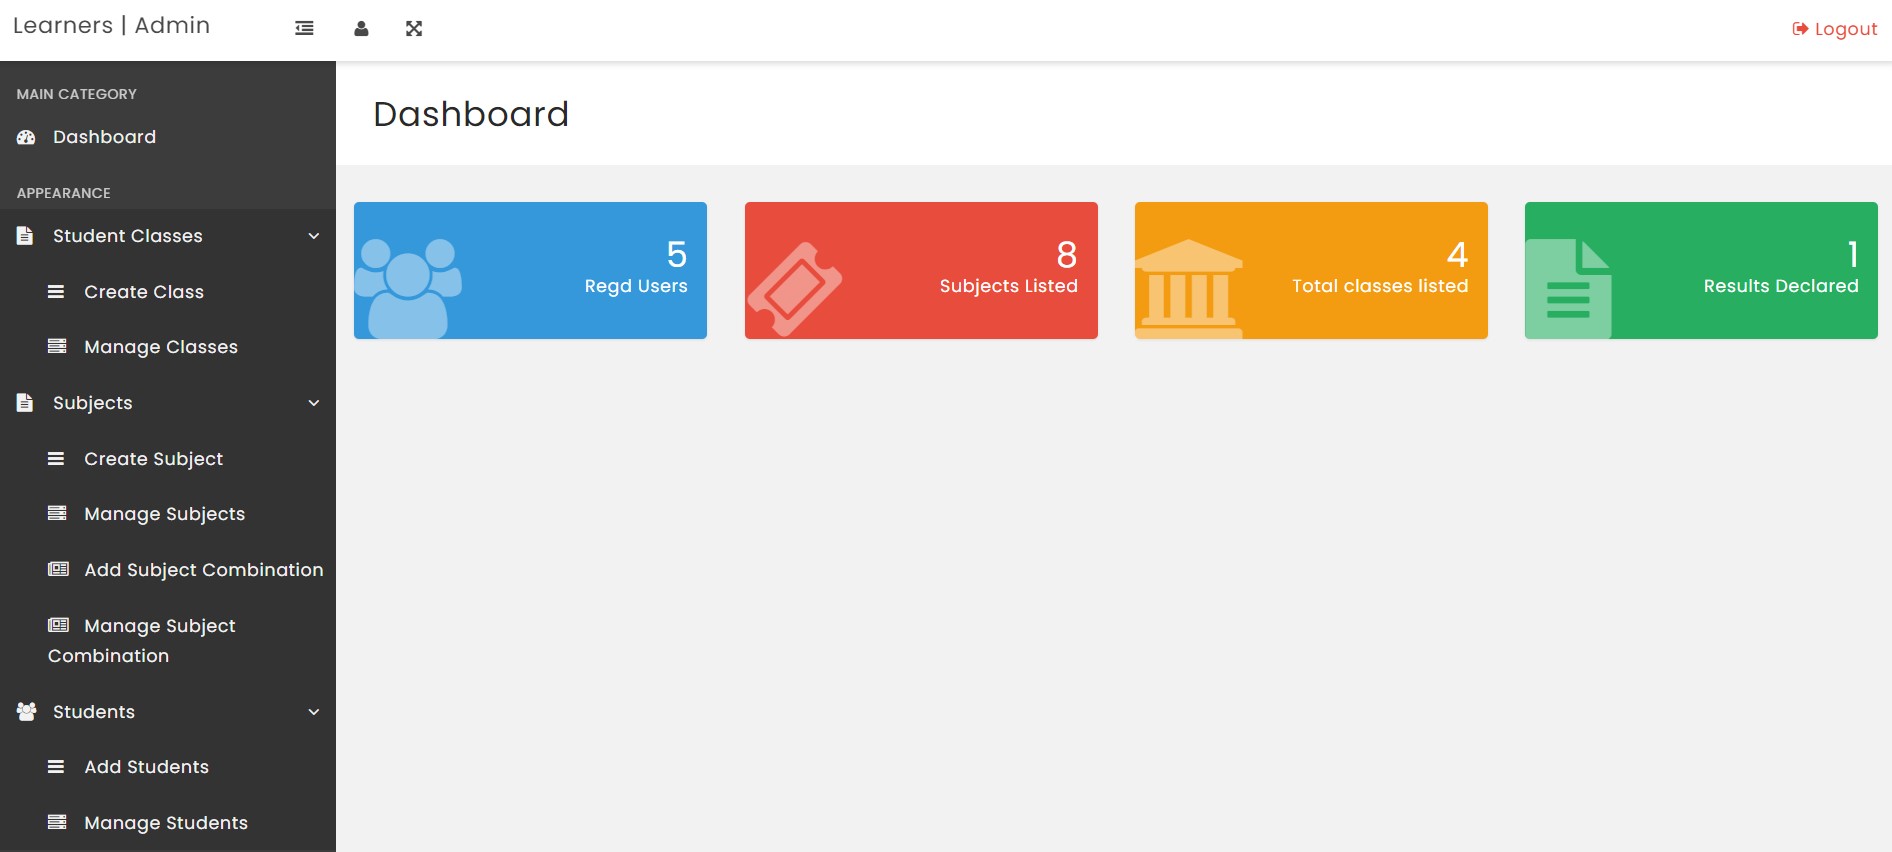 Learners | Admin
Logout
MAIN CATEGORY
Dashboard
APPEARANCE
Student Classes
Create Class
Manage Classes
Subjects
Create Subject
Manage Subjects
Add Subject Combination
Manage Subject
Combination
Students
Add Students
Manage Students
Dashboard
5
Regd Users
8
Subjects Listed
4
Total classes listed
1
Results Declared